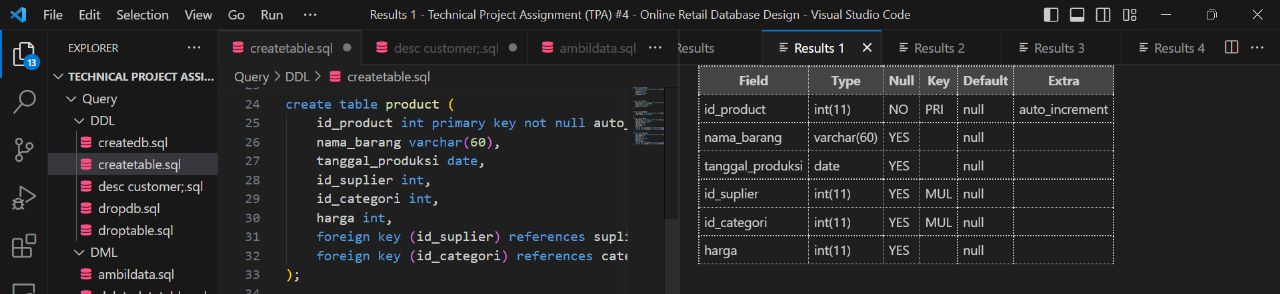 File Edit Selection View Go Run ··· Results 1 - Technical Project Assignment (TPA) #4 - Online Retail Database Design - Visual Studio Code
EXPLORER ···
13
TECHNICAL PROJECT ASSI...
Query
DDL
createdb.sql
createtable.sql
desc customer;.sql
dropdb.sql
droptable.sql
DML
ambildata.sql
createtable.sql desc customer;.sql ambildata.sql ···
Query > DDL > createtable.sql
24 create table product (
25 id_product int primary key not null auto_
26 nama_barang varchar(60),
27 tanggal_produksi date,
28 id_suplier int,
29 id_categori int,
30 harga int,
31 foreign key (id_suplier) references supli
32 foreign key (id_categori) references cate
33 );
Results Results 1 Results 2 Results 3 Results 4 ···
Field Type Null Key Default Extra
id_product int(11) NO PRI null auto_increment
nama_barang varchar(60) YES null
tanggal_produksi date YES null
id_suplier int(11) YES MUL null
id_categori int(11) YES MUL null
harga int(11) YES null